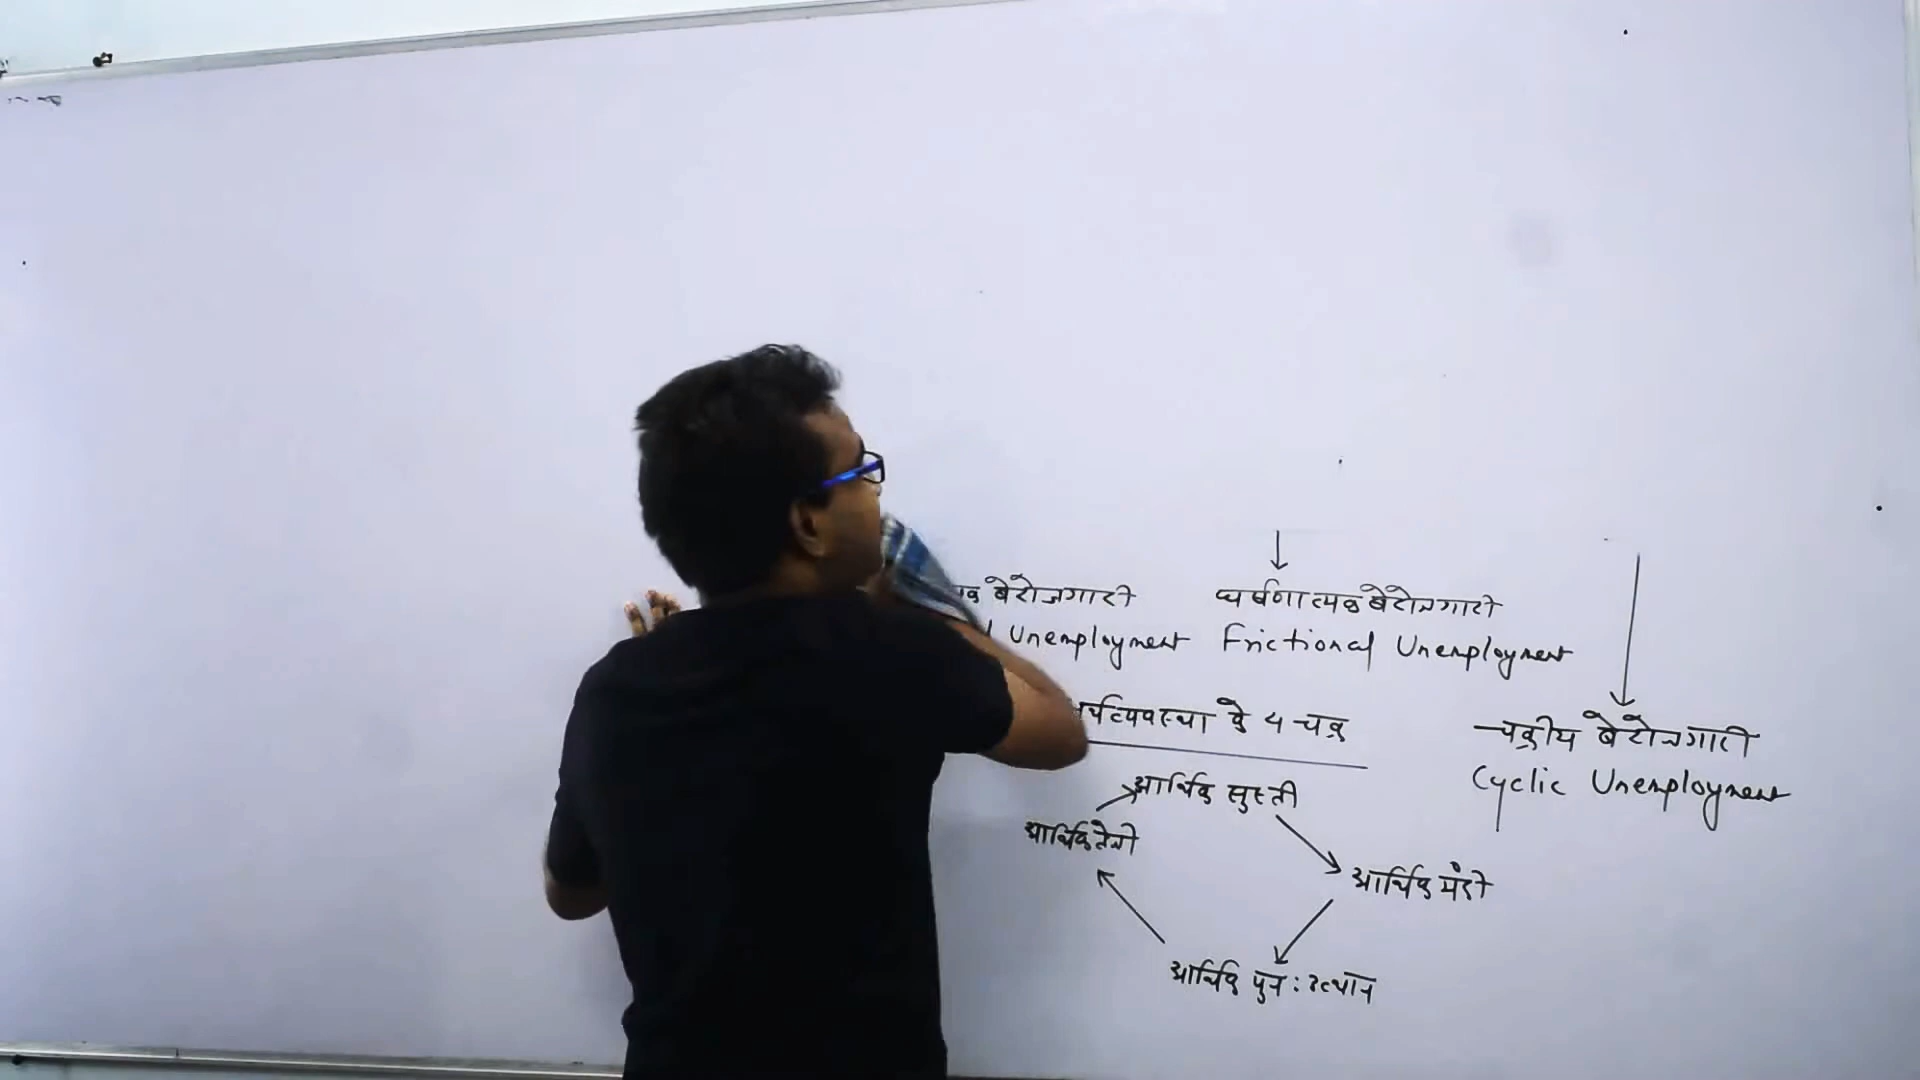 बेरोजगारी
Unemployment
घर्षणात्मक बेरोजगारी
Frictional Unemployment
र्थव्यवस्था के 4 चक्र
चक्रीय बेरोजगारी
Cyclic Unemployment
आर्थिक सुस्ती
आर्थिक तेजी
आर्थिक मंदी
आर्थिक पुन: उत्थान